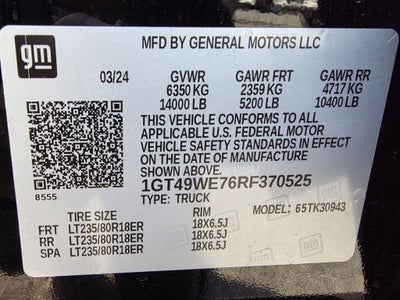 gm
MFD BY GENERAL MOTORS LLC
03/24 GVWR GAWR FRT GAWR RR
6350 KG 2359 KG 4717 KG
14000 LB 5200 LB 10400 LB
THIS VEHICLE CONFORMS TO ALL
APPLICABLE U.S. FEDERAL MOTOR
VEHICLE SAFETY STANDARDS IN EFFECT
ON THE DATE OF MANUFACTURE
SHOWN ABOVE.
8555
1GT49WE76RF370525
TYPE: TRUCK MODEL: 65TK30943
TIRE SIZE RIM
FRT LT235/80R18ER 18X6.5J
RR LT235/80R18ER 18X6.5J
SPA LT235/80R18ER 18X6.5J
gm